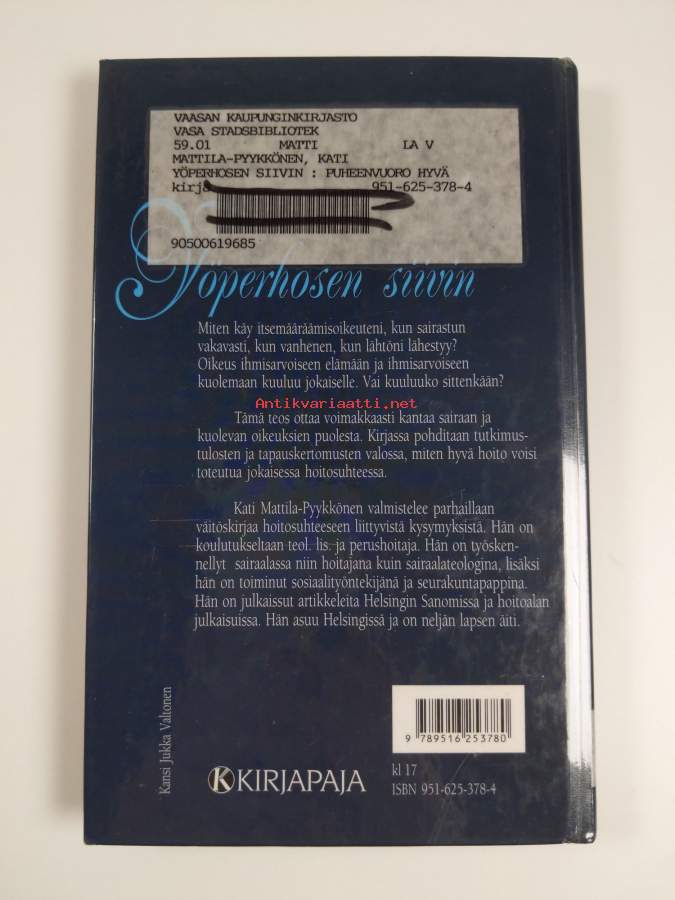 VAASAN KAUPUNGINKIRJASTO
VASA STADSBIBLIOTEK
59.01 MATTI LA V
MATTILA-PYYKKÖNEN, KATI
YÖPERHOSEN SIIVIN : PUHEENVUORO HYVÄ
kirja 951-625-378-4
90500619685
Yöperhosen siivin
Miten käy itsemääräämisoikeuteni, kun sairastun
vakavasti, kun vanhenen, kun lähtöni lähestyy?
Oikeus ihmisarvoiseen elämään ja ihmisarvoiseen
kuolemaan kuuluu jokaiselle. Vai kuuluuko sittenkään?
Antikvariaatti.net
Tämä teos ottaa voimakkaasti kantaa sairaan ja
kuolevan oikeuksien puolesta. Kirjassa pohditaan tutkimus-
tulosten ja tapauskertomusten valossa, miten hyvä hoito voisi
toteutua jokaisessa hoitosuhteessa.
Kati Mattila-Pyykkönen valmistelee parhaillaan
väitöskirjaa hoitosuhteeseen liittyvistä kysymyksistä. Hän on
koulutukseltaan teol. lis. ja perushoitaja. Hän on työsken-
nellyt sairaalassa niin hoitajana kuin sairaalateologina, lisäksi
hän on toiminut sosiaalityöntekijänä ja seurakuntapappina.
Hän on julkaissut artikkeleita Helsingin Sanomissa ja hoitoalan
julkaisuissa. Hän asuu Helsingissä ja on neljän lapsen äiti.
Kansi Jukka Valtonen
9 789516 253780
K KIRJAPAJA
kl 17
ISBN 951-625-378-4